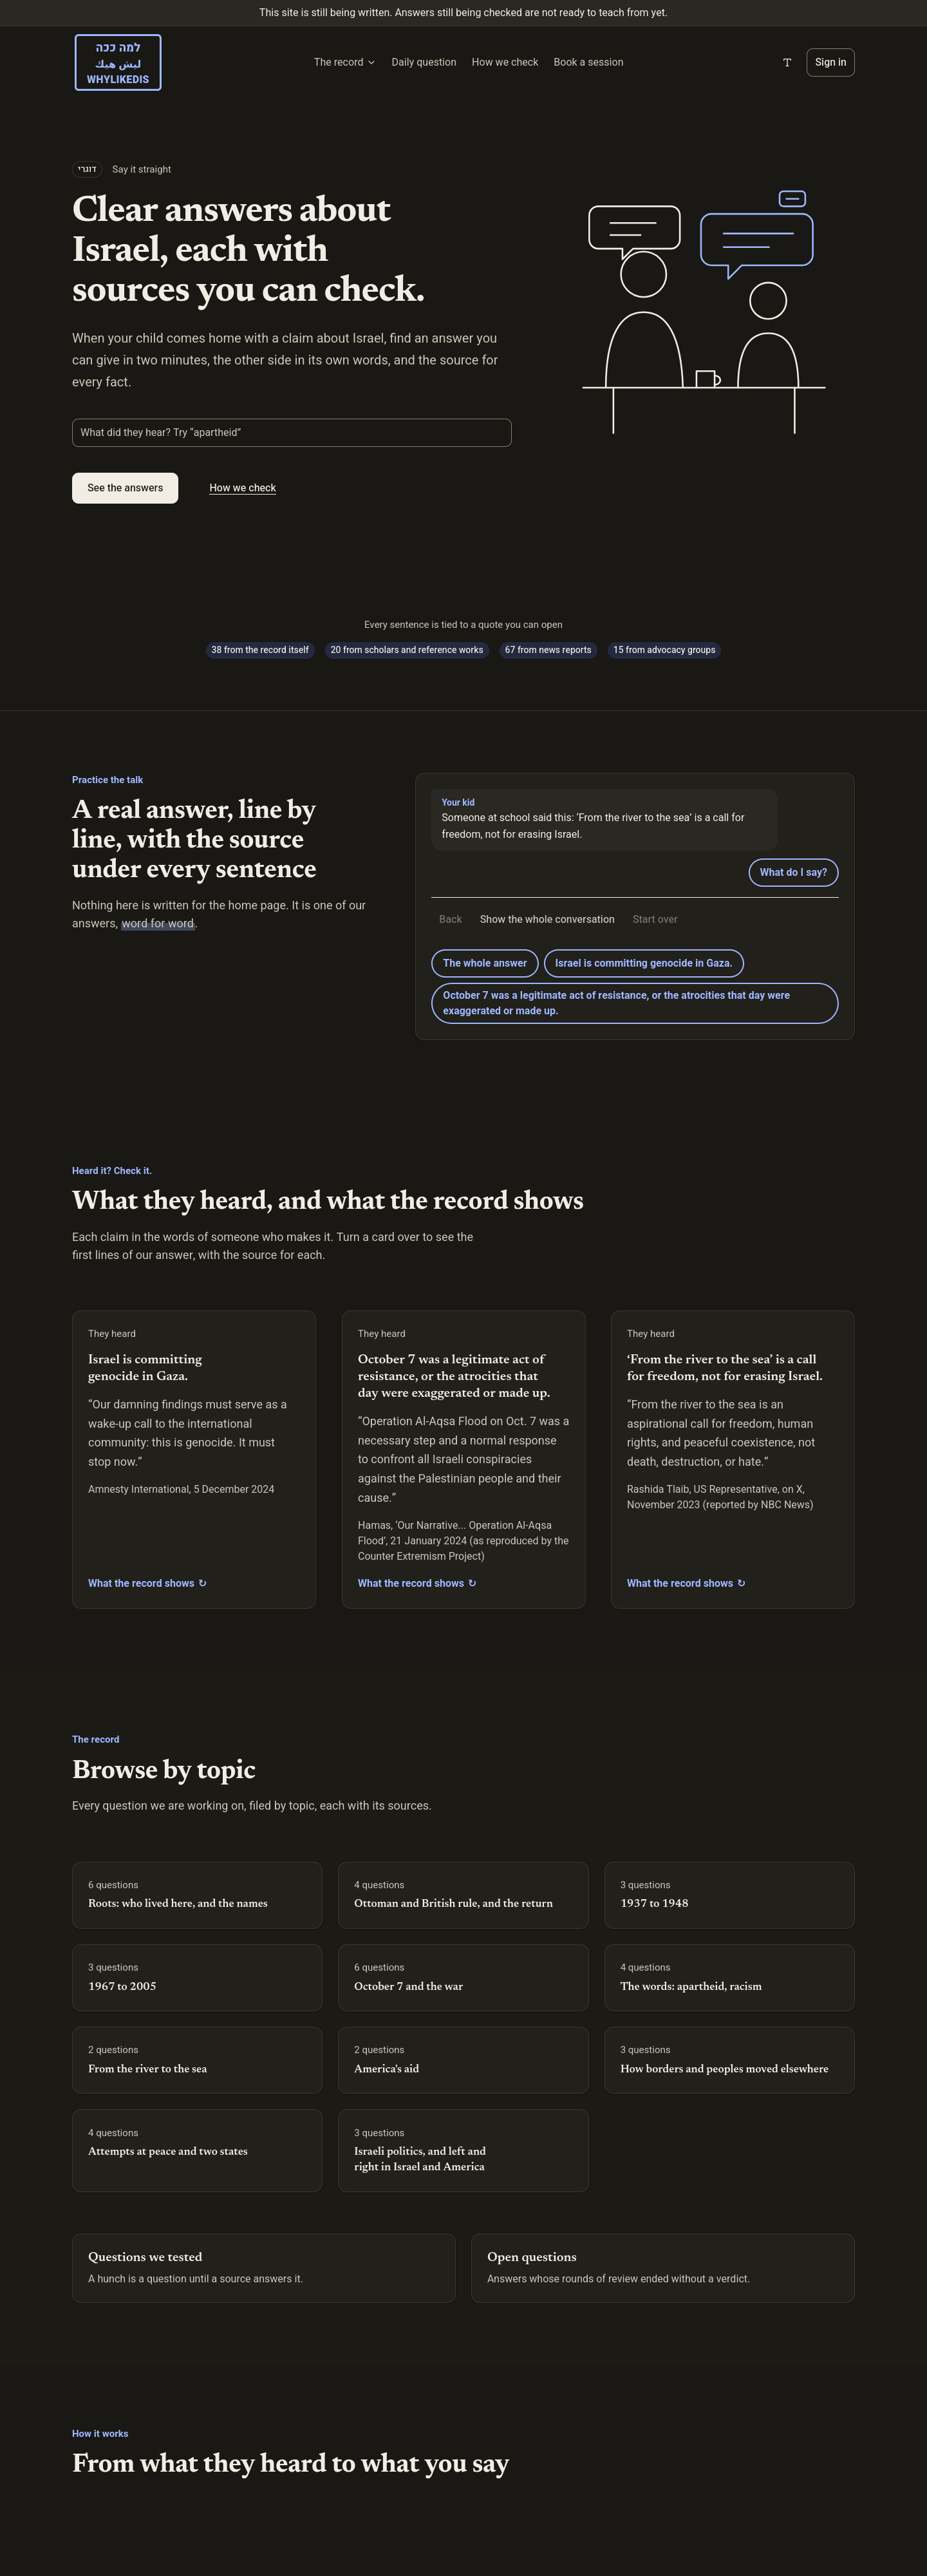 This site is still being written. Answers still being checked are not ready to teach from yet.
למה ככה
ليش هيك
WHYLIKEDIS
The record
Daily question
How we check
Book a session
Sign in
דוגרי
Say it straight
Clear answers about
Israel, each with
sources you can check.
When your child comes home with a claim about Israel, find an answer you
can give in two minutes, the other side in its own words, and the source for
every fact.
What did they hear? Try “apartheid”
See the answers
How we check
Every sentence is tied to a quote you can open
38 from the record itself
20 from scholars and reference works
67 from news reports
15 from advocacy groups
Practice the talk
A real answer, line by
line, with the source
under every sentence
Nothing here is written for the home page. It is one of our
answers, word for word.
Your kid
Someone at school said this: ‘From the river to the sea’ is a call for
freedom, not for erasing Israel.
What do I say?
Back
Show the whole conversation
Start over
The whole answer
Israel is committing genocide in Gaza.
October 7 was a legitimate act of resistance, or the atrocities that day were
exaggerated or made up.
Heard it? Check it.
What they heard, and what the record shows
Each claim in the words of someone who makes it. Turn a card over to see the
first lines of our answer, with the source for each.
They heard
Israel is committing
genocide in Gaza.
“Our damning findings must serve as a
wake-up call to the international
community: this is genocide. It must
stop now.”
Amnesty International, 5 December 2024
What the record shows ↻
They heard
October 7 was a legitimate act of
resistance, or the atrocities that
day were exaggerated or made up.
“Operation Al-Aqsa Flood on Oct. 7 was a
necessary step and a normal response
to confront all Israeli conspiracies
against the Palestinian people and their
cause.”
Hamas, ‘Our Narrative... Operation Al-Aqsa
Flood’, 21 January 2024 (as reproduced by the
Counter Extremism Project)
What the record shows ↻
They heard
‘From the river to the sea’ is a call
for freedom, not for erasing Israel.
“From the river to the sea is an
aspirational call for freedom, human
rights, and peaceful coexistence, not
death, destruction, or hate.”
Rashida Tlaib, US Representative, on X,
November 2023 (reported by NBC News)
What the record shows ↻
The record
Browse by topic
Every question we are working on, filed by topic, each with its sources.
6 questions
Roots: who lived here, and the names
4 questions
Ottoman and British rule, and the return
3 questions
1937 to 1948
3 questions
1967 to 2005
6 questions
October 7 and the war
4 questions
The words: apartheid, racism
2 questions
From the river to the sea
2 questions
America's aid
3 questions
How borders and peoples moved elsewhere
4 questions
Attempts at peace and two states
3 questions
Israeli politics, and left and
right in Israel and America
Questions we tested
A hunch is a question until a source answers it.
Open questions
Answers whose rounds of review ended without a verdict.
How it works
From what they heard to what you say